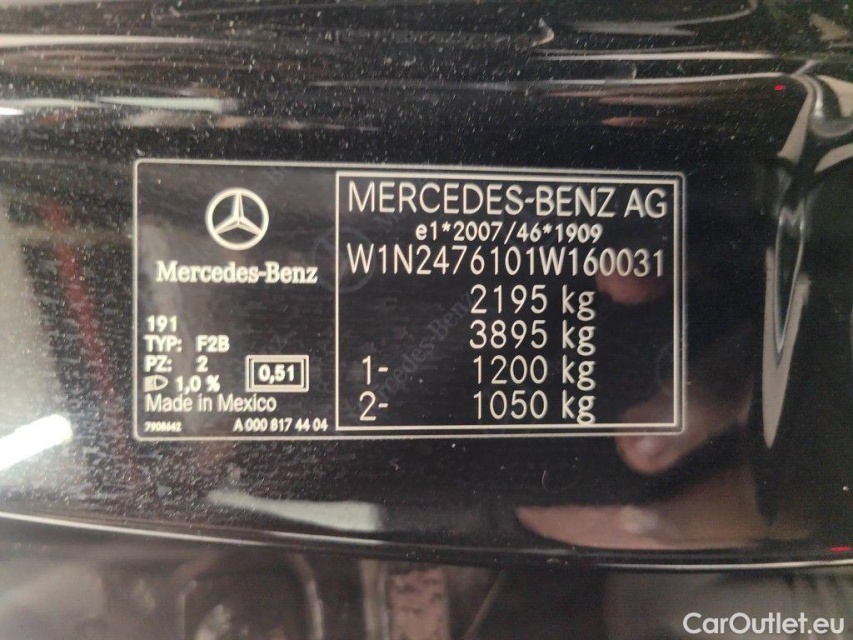 Mercedes-Benz
191
TYP: F2B
PZ: 2
1,0 %
0,51
Made in Mexico
7908642
A 000 817 44 04
MERCEDES-BENZ AG
e1*2007/46*1909
W1N2476101W160031
2195 kg
3895 kg
1- 1200 kg
2- 1050 kg
CarOutlet.eu